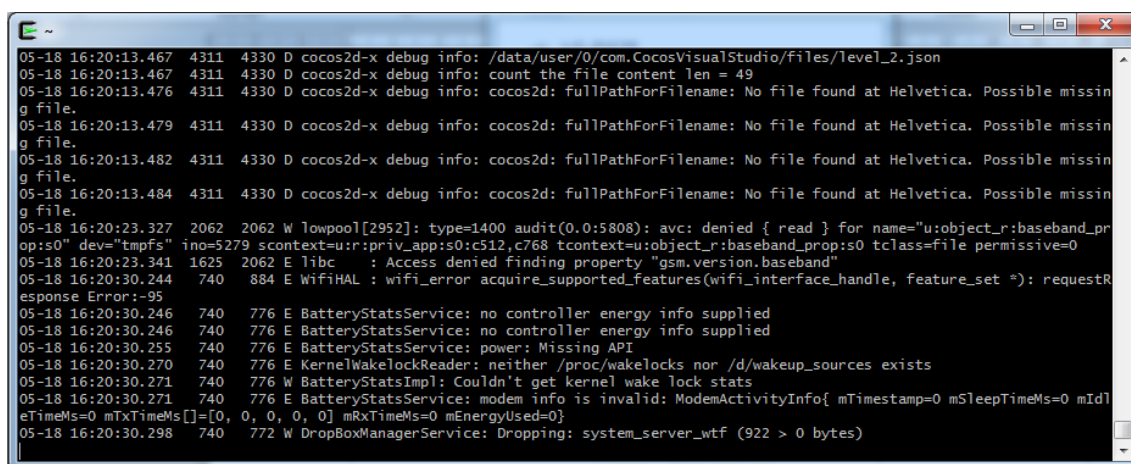 ~
05-18 16:20:13.467  4311  4330 D cocos2d-x debug info: /data/user/0/com.CocosVisualStudio/files/level_2.json
05-18 16:20:13.467  4311  4330 D cocos2d-x debug info: count the file content len = 49
05-18 16:20:13.476  4311  4330 D cocos2d-x debug info: cocos2d: fullPathForFilename: No file found at Helvetica. Possible missin
g file.
05-18 16:20:13.479  4311  4330 D cocos2d-x debug info: cocos2d: fullPathForFilename: No file found at Helvetica. Possible missin
g file.
05-18 16:20:13.482  4311  4330 D cocos2d-x debug info: cocos2d: fullPathForFilename: No file found at Helvetica. Possible missin
g file.
05-18 16:20:13.484  4311  4330 D cocos2d-x debug info: cocos2d: fullPathForFilename: No file found at Helvetica. Possible missin
g file.
05-18 16:20:23.327  2062  2062 W lowpool[2952]: type=1400 audit(0.0:5808): avc: denied { read } for name="u:object_r:baseband_pr
op:s0" dev="tmpfs" ino=5279 scontext=u:r:priv_app:s0:c512,c768 tcontext=u:object_r:baseband_prop:s0 tclass=file permissive=0
05-18 16:20:23.341  1625  2062 E libc    : Access denied finding property "gsm.version.baseband"
05-18 16:20:30.244   740   884 E WifiHAL : wifi_error acquire_supported_features(wifi_interface_handle, feature_set *): requestR
esponse Error:-95
05-18 16:20:30.246   740   776 E BatteryStatsService: no controller energy info supplied
05-18 16:20:30.246   740   776 E BatteryStatsService: no controller energy info supplied
05-18 16:20:30.255   740   776 E BatteryStatsService: power: Missing API
05-18 16:20:30.270   740   776 E KernelWakelockReader: neither /proc/wakelocks nor /d/wakeup_sources exists
05-18 16:20:30.271   740   776 W BatteryStatsImpl: Couldn't get kernel wake lock stats
05-18 16:20:30.271   740   776 E BatteryStatsService: modem info is invalid: ModemActivityInfo{ mTimestamp=0 mSleepTimeMs=0 mIdl
eTimeMs=0 mTxTimeMs[]=[0, 0, 0, 0, 0] mRxTimeMs=0 mEnergyUsed=0}
05-18 16:20:30.298   740   772 W DropBoxManagerService: Dropping: system_server_wtf (922 > 0 bytes)